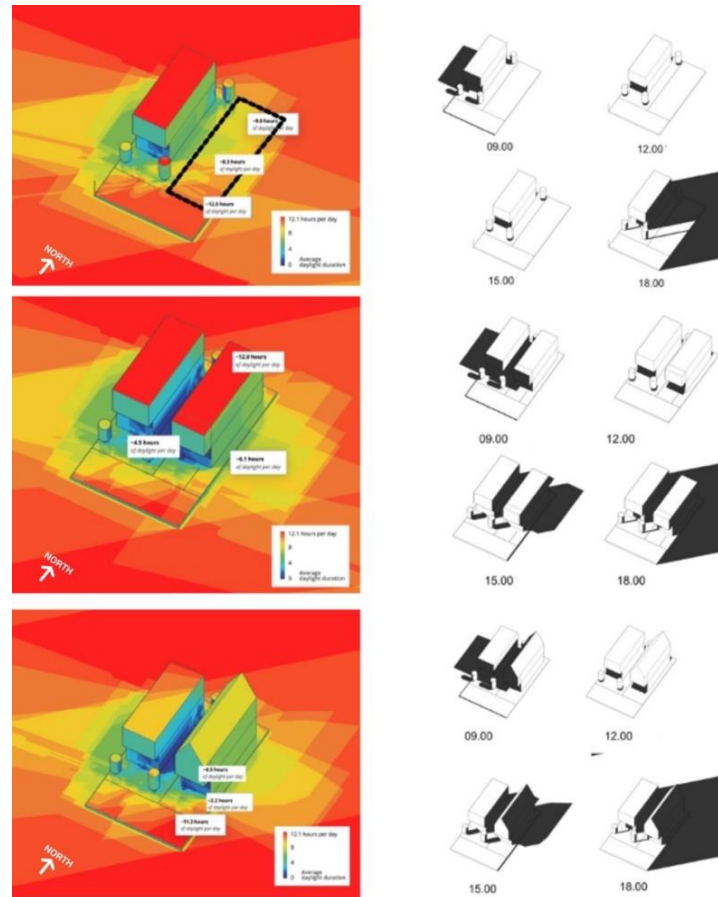 ~9.0 hours
of daylight per day
~8.3 hours
of daylight per day
~12.0 hours
of daylight per day
12.1 hours per day
8
4
0 Average
daylight duration
NORTH
09.00
12.00
15.00
18.00
~12.0 hours
of daylight per day
~4.5 hours
of daylight per day
~6.1 hours
of daylight per day
12.1 hours per day
8
4
0 Average
daylight duration
NORTH
09.00
12.00
15.00
18.00
~4.5 hours
of daylight per day
~2.2 hours
of daylight per day
~11.3 hours
of daylight per day
12.1 hours per day
8
4
0 Average
daylight duration
NORTH
09.00
12.00
15.00
18.00